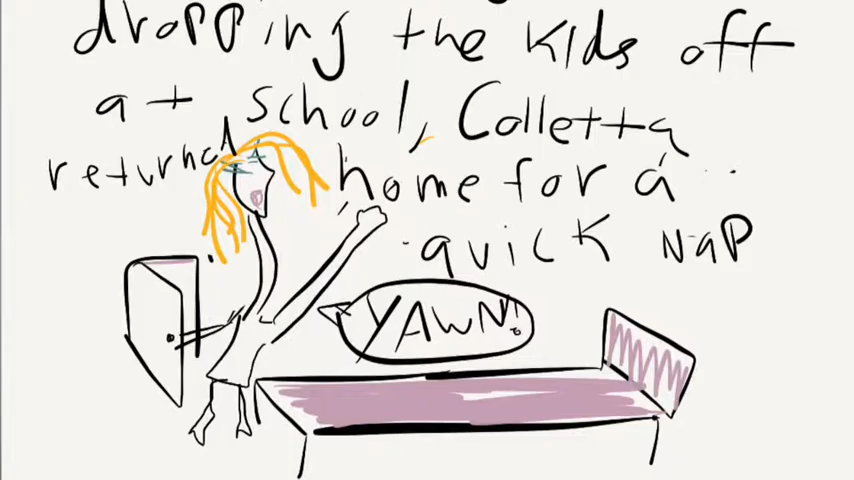 dropping the kids off
at school, Colletta
returned home for a
quick nap
YAWN!